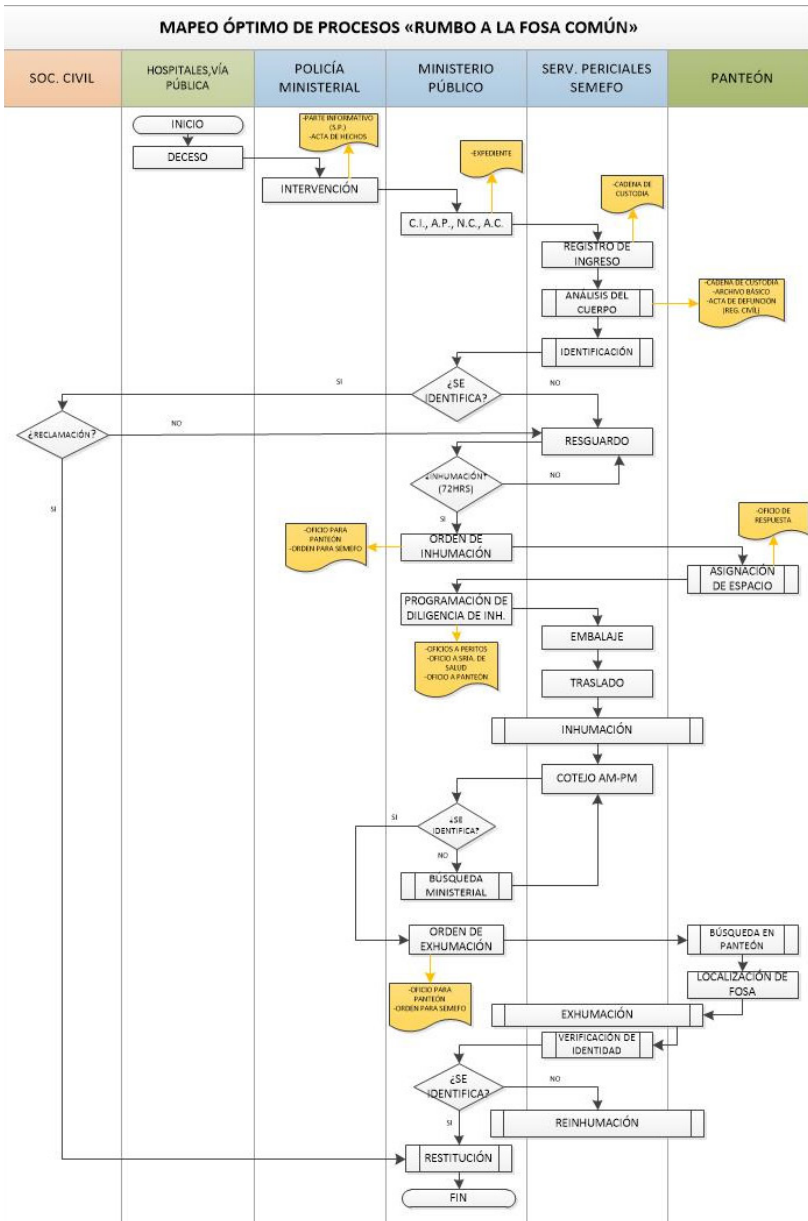 MAPEO ÓPTIMO DE PROCESOS «RUMBO A LA FOSA COMÚN»
SOC. CIVIL
HOSPITALES,VÍA
PÚBLICA
POLICÍA
MINISTERIAL
MINISTERIO
PÚBLICO
SERV. PERICIALES
SEMEFO
PANTEÓN
INICIO
DECESO
-PARTE INFORMATIVO
(S.P.)
-ACTA DE HECHOS
INTERVENCIÓN
-EXPEDIENTE
C.I., A.P., N.C., A.C.
-CADENA DE
CUSTODIA
REGISTRO DE
INGRESO
ANÁLISIS DEL
CUERPO
-CADENA DE CUSTODIA
-ARCHIVO BÁSICO
-ACTA DE DEFUNCIÓN
(REG. CIVÍL)
IDENTIFICACIÓN
¿SE
IDENTIFICA?
SI
NO
¿RECLAMACIÓN?
NO
SI
RESGUARDO
¿INHUMACIÓN?
(72HRS)
NO
SI
ORDEN DE
INHUMACIÓN
-OFICIO PARA
PANTEÓN
-ORDEN PARA SEMEFO
-OFICIO DE
RESPUESTA
ASIGNACIÓN
DE ESPACIO
PROGRAMACIÓN DE
DILIGENCIA DE INH.
-OFICIOS A PERITOS
-OFICIO A SRIA. DE
SALUD
-OFICIO A PANTEÓN
EMBALAJE
TRASLADO
INHUMACIÓN
COTEJO AM-PM
¿SE
IDENTIFICA?
SI
NO
BÚSQUEDA
MINISTERIAL
ORDEN DE
EXHUMACIÓN
-OFICIO PARA
PANTEÓN
-ORDEN PARA SEMEFO
BÚSQUEDA EN
PANTEÓN
LOCALIZACIÓN DE
FOSA
EXHUMACIÓN
VERIFICACIÓN DE
IDENTIDAD
¿SE
IDENTIFICA?
NO
SI
REINHUMACIÓN
RESTITUCIÓN
FIN